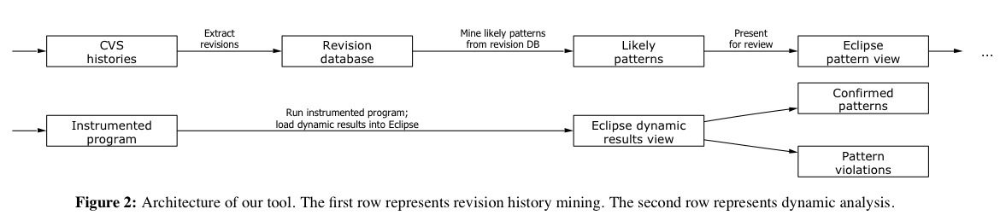 CVS
histories
Extract
revisions
Revision
database
Mine likely patterns
from revision DB
Likely
patterns
Present
for review
Eclipse
pattern view
...
Instrumented
program
Run instrumented program;
load dynamic results into Eclipse
Eclipse dynamic
results view
Confirmed
patterns
Pattern
violations
Figure 2: Architecture of our tool. The first row represents revision history mining. The second row represents dynamic analysis.